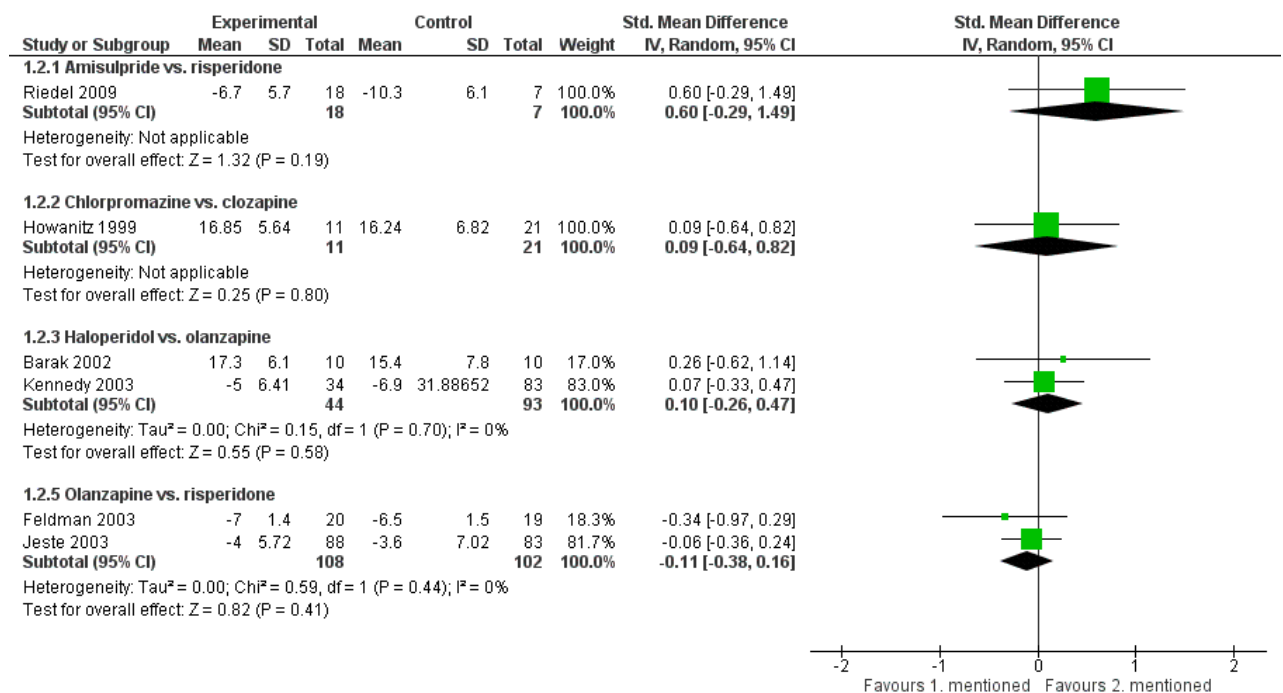 Experimental Control Std. Mean Difference Std. Mean Difference
Study or Subgroup Mean SD Total Mean SD Total Weight IV, Random, 95% CI IV, Random, 95% CI
1.2.1 Amisulpride vs. risperidone
Riedel 2009 -6.7 5.7 18 -10.3 6.1 7 100.0% 0.60 [-0.29, 1.49]
Subtotal (95% CI) 18 7 100.0% 0.60 [-0.29, 1.49]
Heterogeneity: Not applicable
Test for overall effect: Z = 1.32 (P = 0.19)
1.2.2 Chlorpromazine vs. clozapine
Howanitz 1999 16.85 5.64 11 16.24 6.82 21 100.0% 0.09 [-0.64, 0.82]
Subtotal (95% CI) 11 21 100.0% 0.09 [-0.64, 0.82]
Heterogeneity: Not applicable
Test for overall effect: Z = 0.25 (P = 0.80)
1.2.3 Haloperidol vs. olanzapine
Barak 2002 17.3 6.1 10 15.4 7.8 10 17.0% 0.26 [-0.62, 1.14]
Kennedy 2003 -5 6.41 34 -6.9 31.88652 83 83.0% 0.07 [-0.33, 0.47]
Subtotal (95% CI) 44 93 100.0% 0.10 [-0.26, 0.47]
Heterogeneity: Tau² = 0.00; Chi² = 0.15, df = 1 (P = 0.70); I² = 0%
Test for overall effect: Z = 0.55 (P = 0.58)
1.2.5 Olanzapine vs. risperidone
Feldman 2003 -7 1.4 20 -6.5 1.5 19 18.3% -0.34 [-0.97, 0.29]
Jeste 2003 -4 5.72 88 -3.6 7.02 83 81.7% -0.06 [-0.36, 0.24]
Subtotal (95% CI) 108 102 100.0% -0.11 [-0.38, 0.16]
Heterogeneity: Tau² = 0.00; Chi² = 0.59, df = 1 (P = 0.44); I² = 0%
Test for overall effect: Z = 0.82 (P = 0.41)
-2 -1 0 1 2
Favours 1. mentioned Favours 2. mentioned